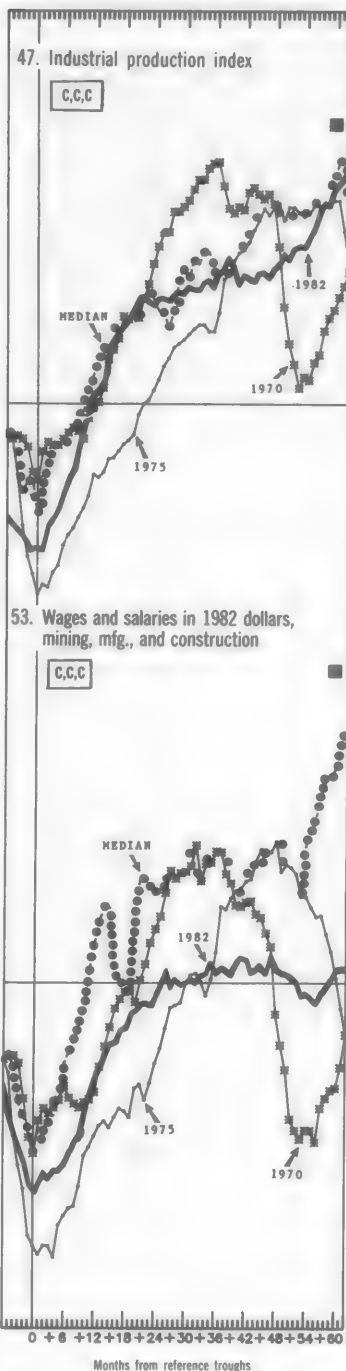 47. Industrial production index
C,C,C
1982
MEDIAN
1970
1975
53. Wages and salaries in 1982 dollars,
mining, mfg., and construction
C,C,C
MEDIAN
1982
1975
1970
0 +6 +12 +18 +24 +30 +36 +42 +48 +54 +60
Months from reference troughs